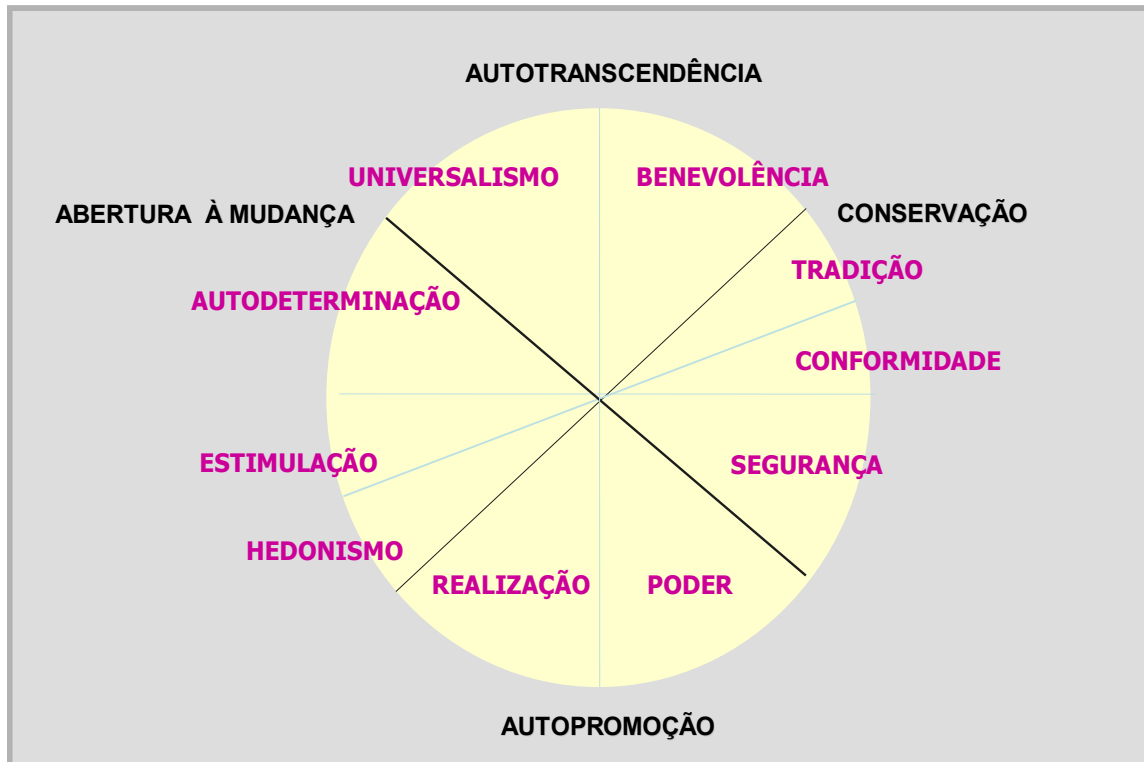 AUTOTRANSCENDÊNCIA
UNIVERSALISMO
BENEVOLÊNCIA
ABERTURA À MUDANÇA
CONSERVAÇÃO
TRADIÇÃO
AUTODETERMINAÇÃO
CONFORMIDADE
ESTIMULAÇÃO
SEGURANÇA
HEDONISMO
REALIZAÇÃO
PODER
AUTOPROMOÇÃO